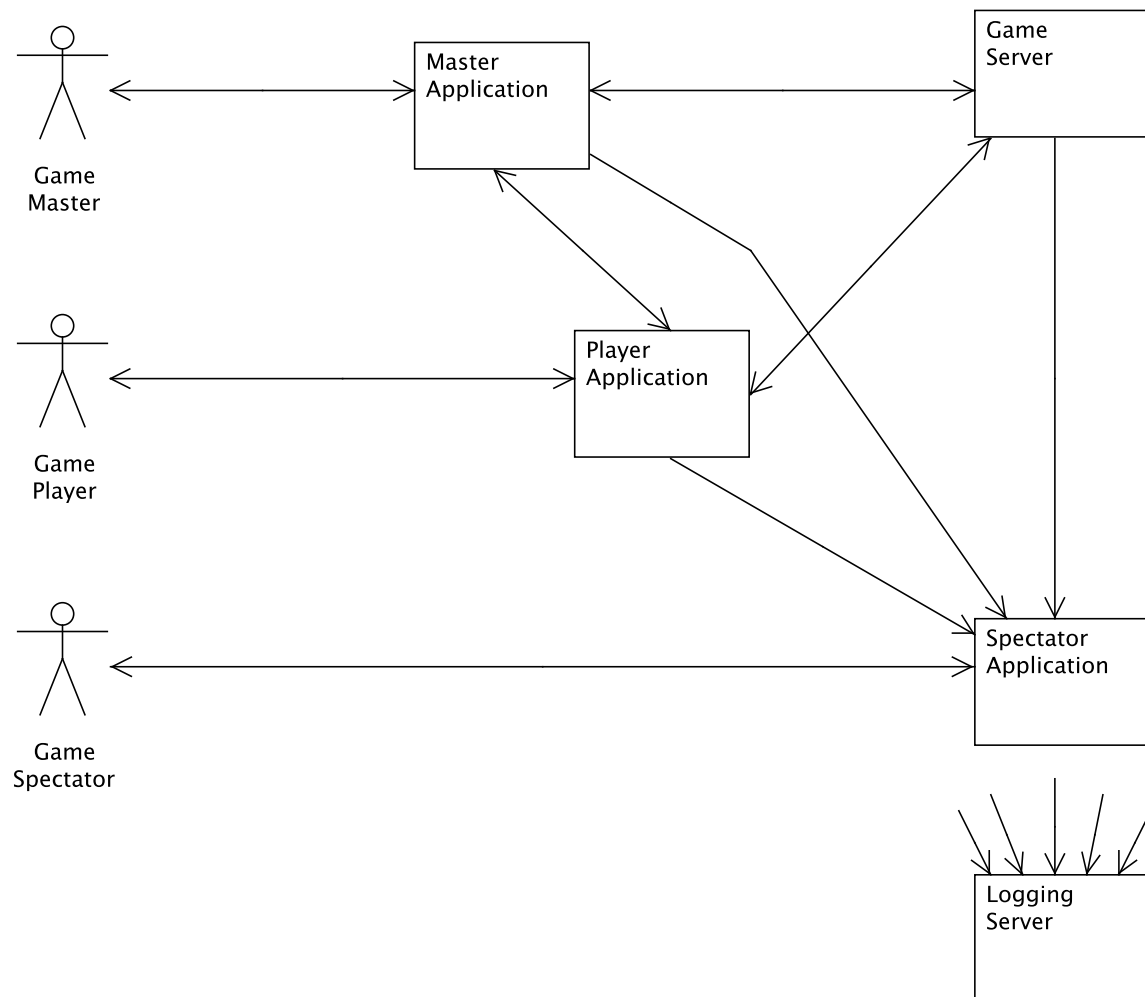 Game
Master
Master
Application
Game
Server
Game
Player
Player
Application
Game
Spectator
Spectator
Application
Logging
Server